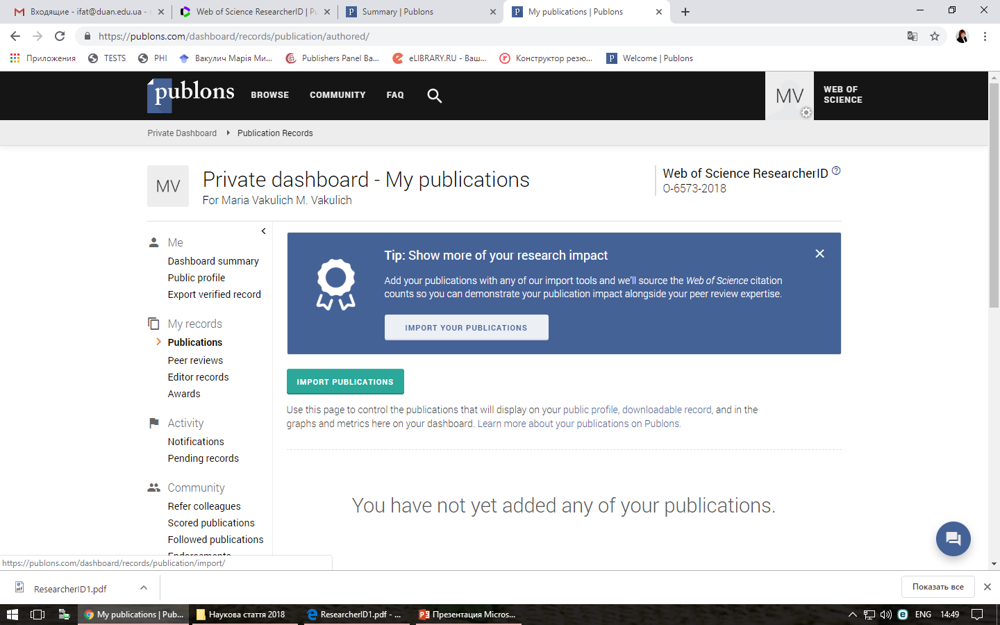 Входящие - ifat@duan.edu.ua -
Web of Science ResearcherID | Pu
Summary | Publons
My publications | Publons
https://publons.com/dashboard/records/publication/authored/
Приложения
TESTS
PHI
Вакулич Марія Ми...
Publishers Panel Ba...
eLIBRARY.RU - Ваш...
Конструктор резю...
Welcome | Publons
publons
BROWSE
COMMUNITY
FAQ
MV
WEB OF
SCIENCE
Private Dashboard
Publication Records
MV
Private dashboard - My publications
For Maria Vakulich M. Vakulich
Web of Science ResearcherID
O-6573-2018
Me
Dashboard summary
Public profile
Export verified record
My records
Publications
Peer reviews
Editor records
Awards
Activity
Notifications
Pending records
Community
Refer colleagues
Scored publications
Followed publications
Endorsements
Tip: Show more of your research impact
Add your publications with any of our import tools and we'll source the Web of Science citation
counts so you can demonstrate your publication impact alongside your peer review expertise.
IMPORT YOUR PUBLICATIONS
IMPORT PUBLICATIONS
Use this page to control the publications that will display on your public profile, downloadable record, and in the
graphs and metrics here on your dashboard. Learn more about your publications on Publons.
You have not yet added any of your publications.
https://publons.com/dashboard/records/publication/import/
ResearcherID1.pdf
Показать все
My publications | Pub...
Наукова стаття 2018
ResearcherID1.pdf - ...
Презентация Micros...
ENG
14:49